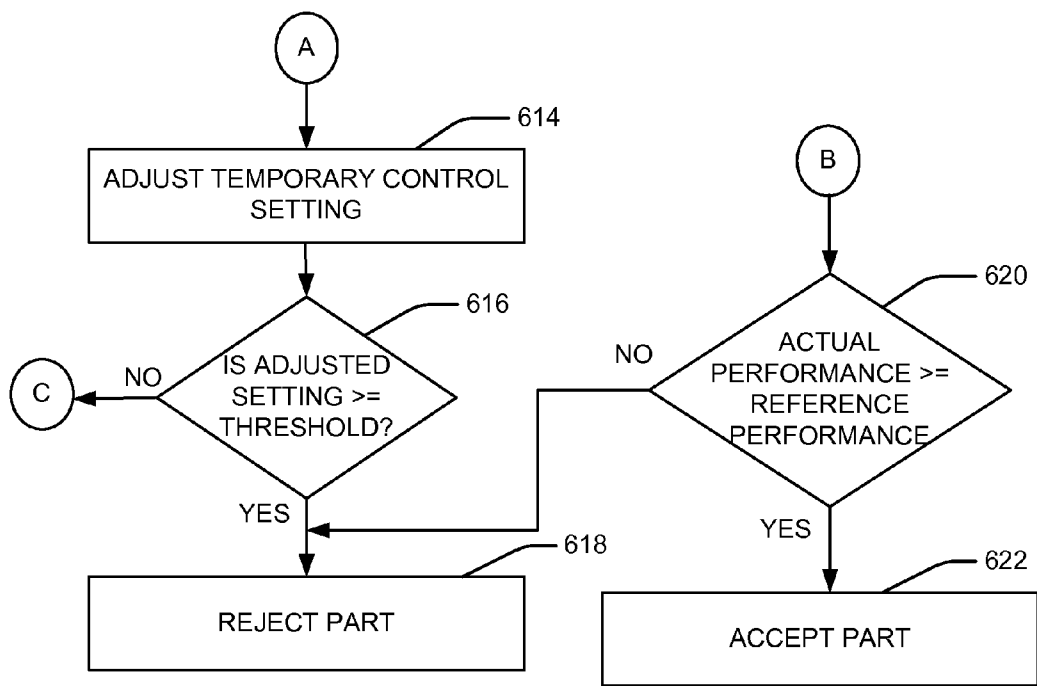 A
614
ADJUST TEMPORARY CONTROL
SETTING
616
IS ADJUSTED
SETTING >=
THRESHOLD?
NO
C
YES
618
REJECT PART
B
620
ACTUAL
PERFORMANCE >=
REFERENCE
PERFORMANCE
NO
YES
622
ACCEPT PART